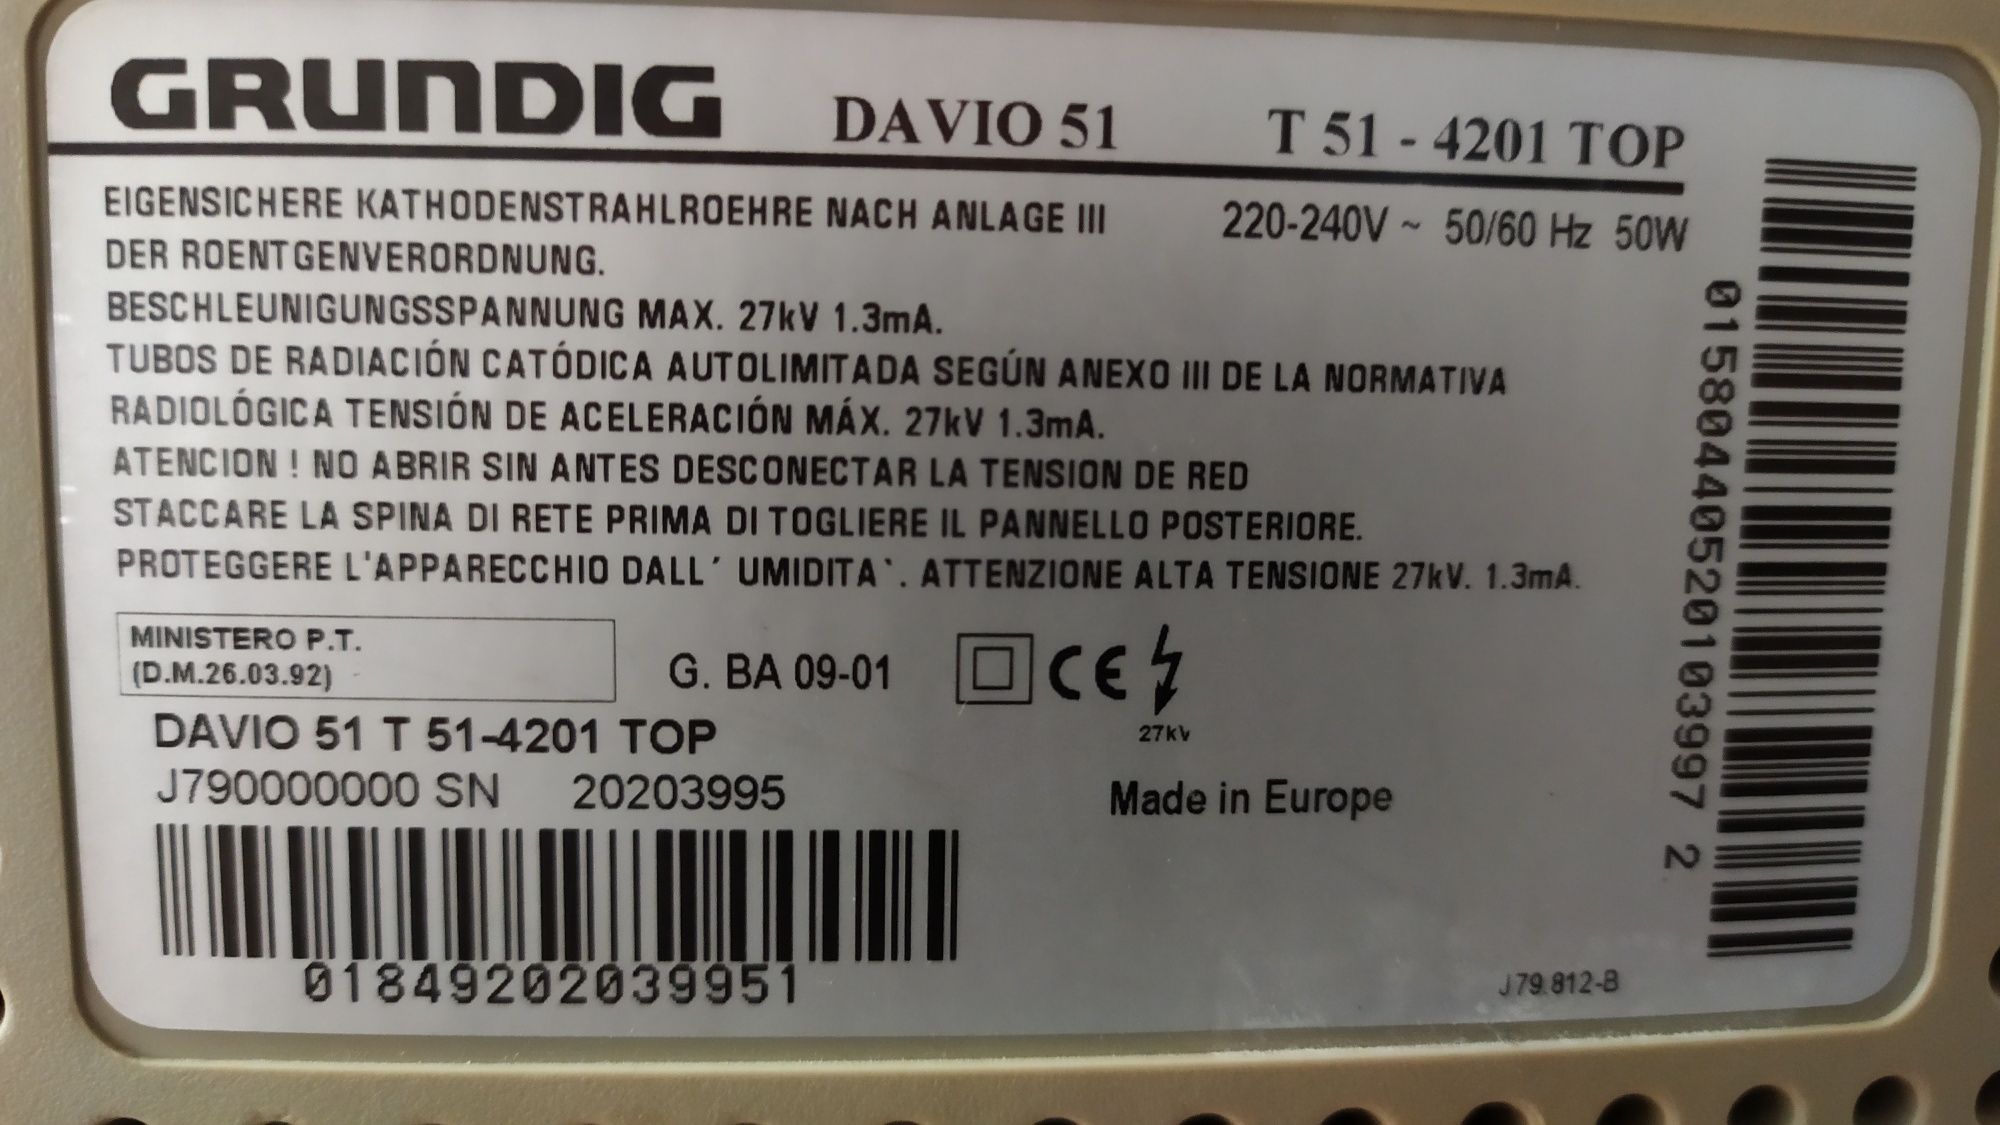 GRUNDIG DAVIO 51 T 51 - 4201 TOP
EIGENSICHERE KATHODENSTRAHLROEHRE NACH ANLAGE III 220-240V ~ 50/60 Hz 50W
DER ROENTGENVERORDNUNG.
BESCHLEUNIGUNGSSPANNUNG MAX. 27kV 1.3mA.
TUBOS DE RADIACIÓN CATÓDICA AUTOLIMITADA SEGÚN ANEXO III DE LA NORMATIVA
RADIOLÓGICA TENSIÓN DE ACELERACIÓN MÁX. 27kV 1.3mA.
ATENCION ! NO ABRIR SIN ANTES DESCONECTAR LA TENSION DE RED
STACCARE LA SPINA DI RETE PRIMA DI TOGLIERE IL PANNELLO POSTERIORE.
PROTEGGERE L'APPARECCHIO DALL´ UMIDITA`. ATTENZIONE ALTA TENSIONE 27kV. 1.3mA.
MINISTERO P.T.
(D.M.26.03.92)
G. BA 09-01
CE
27kV
DAVIO 51 T 51-4201 TOP
J790000000 SN 20203995
Made in Europe
01849202039951
J79.812-B
01580440520103997 2